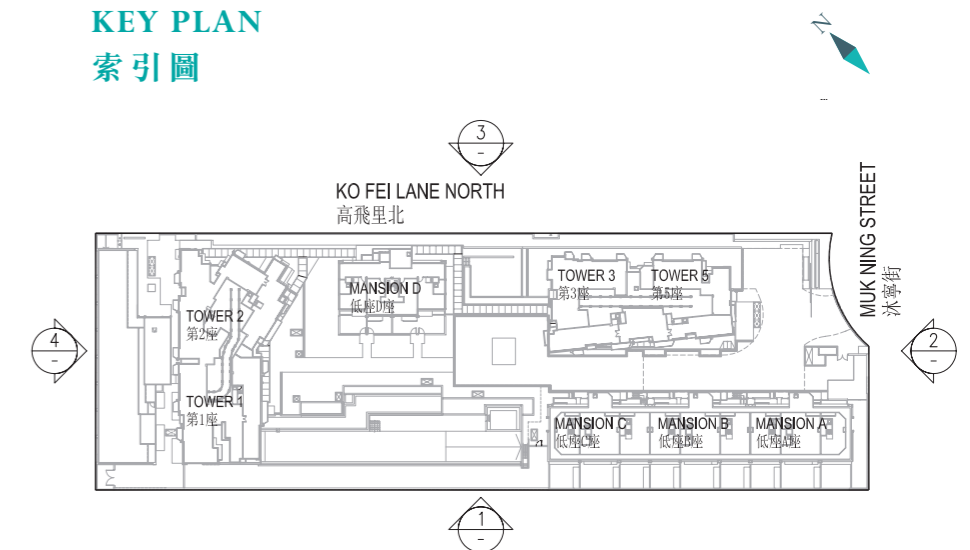 KEY PLAN
索引圖
N
3
-
KO FEI LANE NORTH
高飛里北
MUK NING STREET
沐寧街
TOWER 3
第3座
TOWER 5
第5座
MANSION D
低座D座
TOWER 2
第2座
4
-
2
-
TOWER 1
第1座
MANSION C
低座C座
MANSION B
低座B座
MANSION A
低座A座
1
-